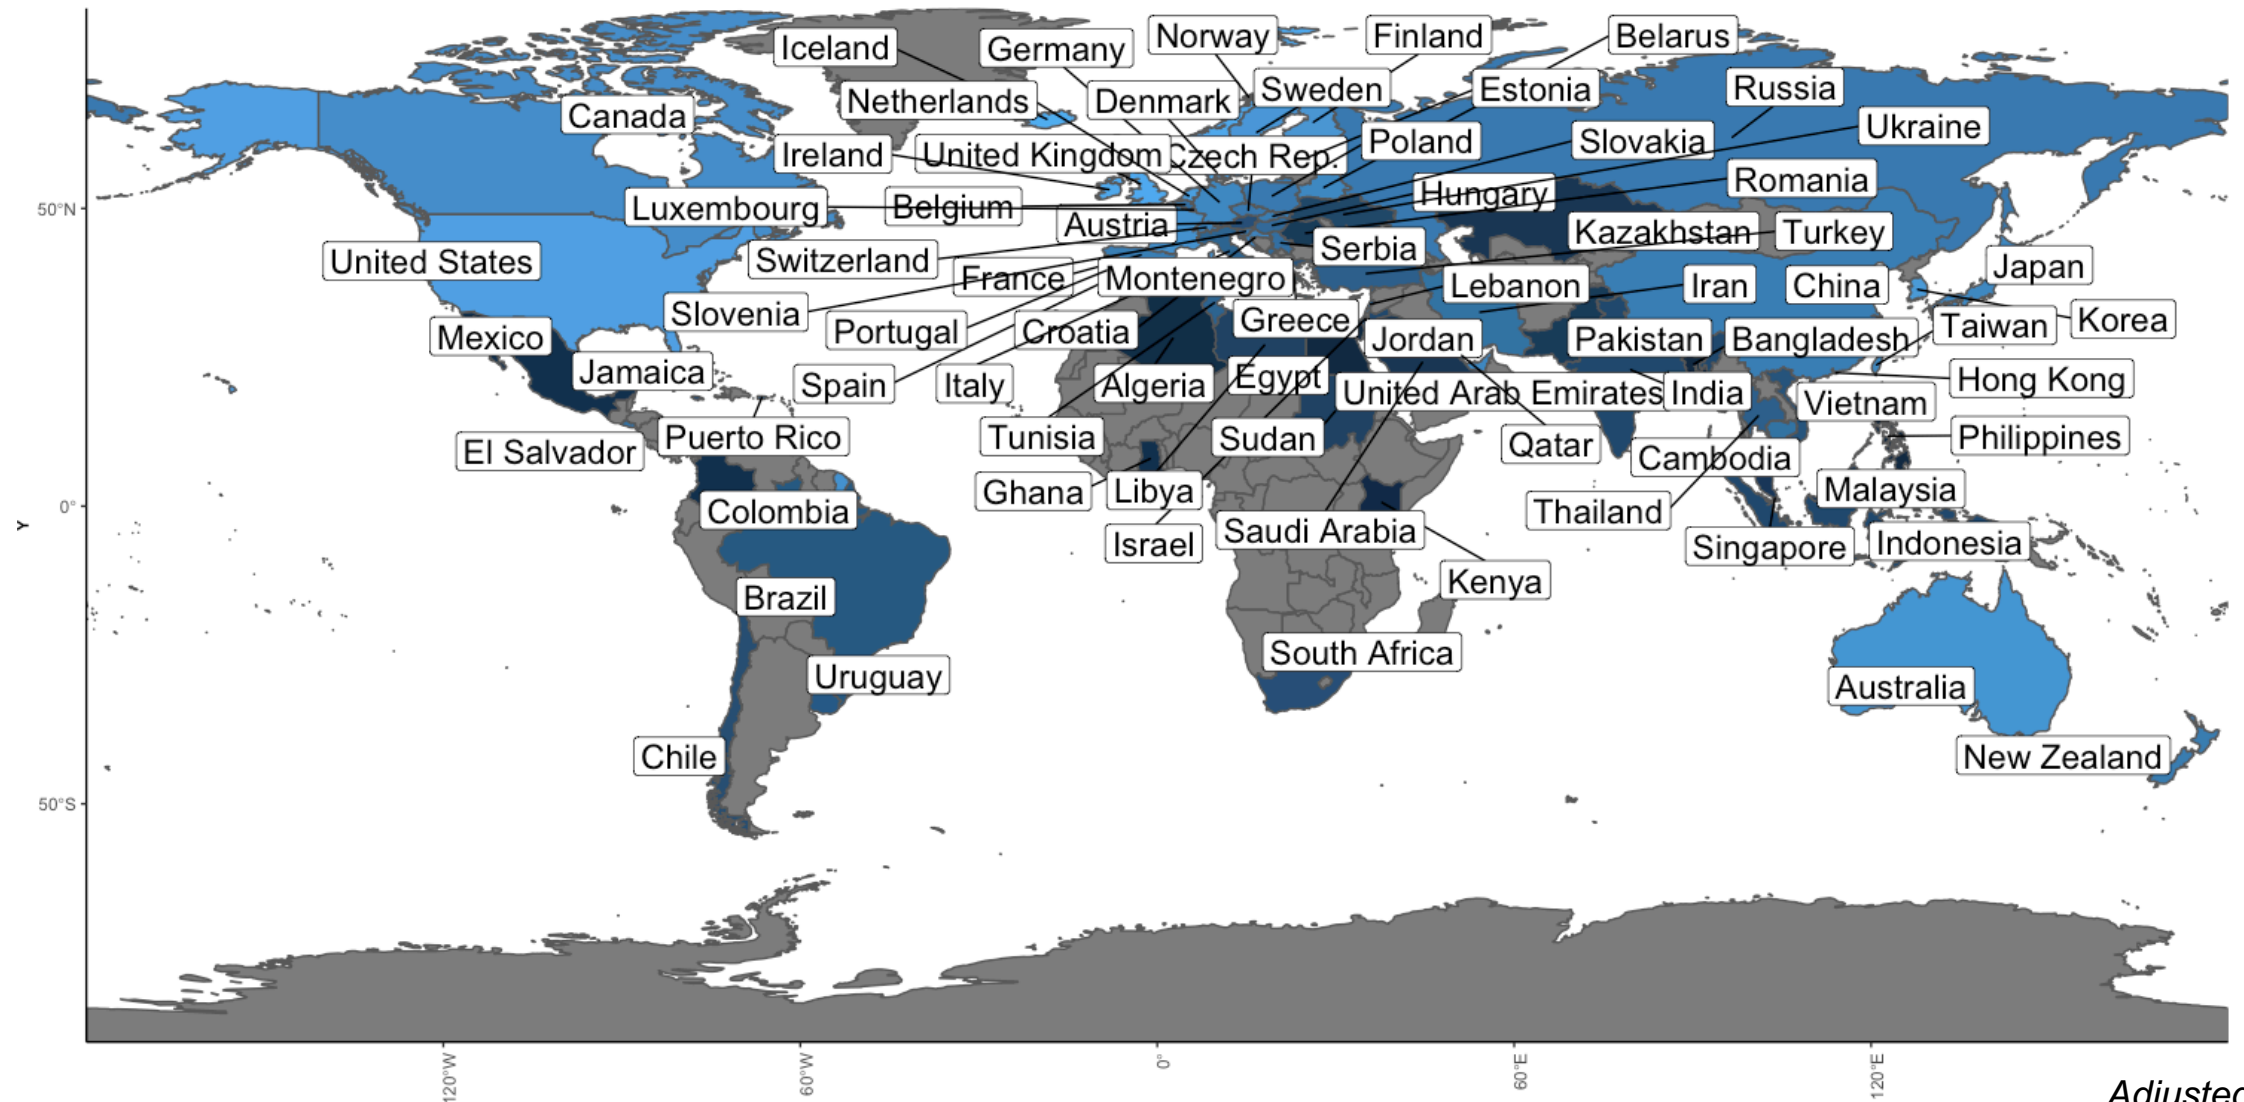 Norway
Finland
Belarus
Iceland
Germany
Sweden
Estonia
Russia
Netherlands
Denmark
Canada
Ukraine
Poland
Slovakia
Ireland
United Kingdom
Czech Rep.
Romania
Hungary
50°N
Luxembourg
Belgium
Austria
Kazakhstan
Turkey
Serbia
United States
Switzerland
France
Montenegro
Lebanon
Iran
China
Japan
Slovenia
Portugal
Croatia
Greece
Jordan
Pakistan
Bangladesh
Taiwan
Korea
Mexico
Jamaica
Spain
Italy
Algeria
Egypt
United Arab Emirates
India
Hong Kong
Vietnam
El Salvador
Puerto Rico
Tunisia
Sudan
Qatar
Cambodia
Philippines
Ghana
Libya
Malaysia
0°
Colombia
Thailand
Y
Israel
Saudi Arabia
Singapore
Indonesia
Kenya
Brazil
South Africa
Uruguay
Australia
Chile
New Zealand
50°S
120°W
60°W
0°
60°E
120°E
Adjusted